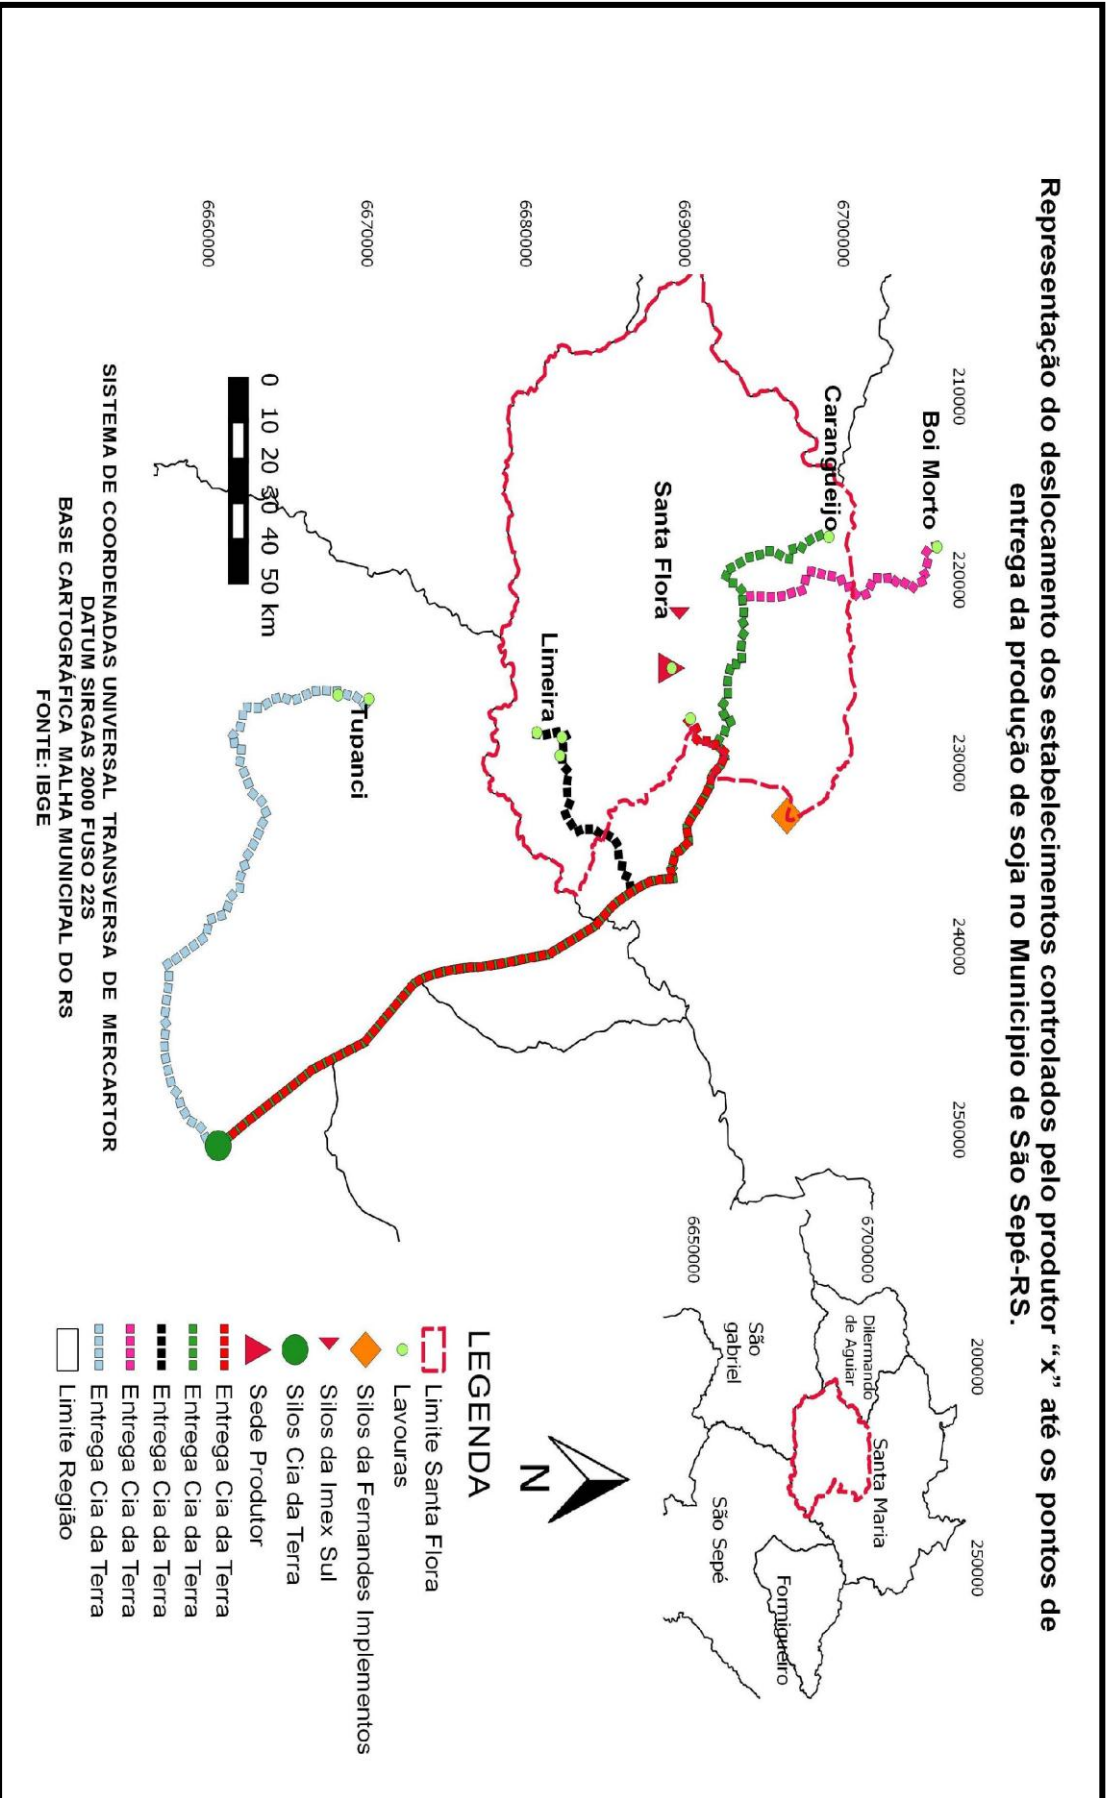 Representação do deslocamento dos estabelecimentos controlados pelo produtor “x” até os pontos de
entrega da produção de soja no Municipio de São Sepé-RS.
210000
220000
230000
240000
250000
6700000
6690000
6680000
6670000
6660000
Boi Morto
Carangueijo
Santa Flora
Limeira
Tupanci
0 10 20 30 40 50 km
SISTEMA DE COORDENADAS UNIVERSAL TRANSVERSA DE MERCARTOR
DATUM SIRGAS 2000 FUSO 22S
BASE CARTOGRÁFICA MALHA MUNICIPAL DO RS
FONTE: IBGE
200000
250000
6700000
6650000
Dilermando
de Aguiar
Santa Maria
São
gabriel
São Sepé
Formigueiro
N
LEGENDA
Limite Santa Flora
Lavouras
Silos da Fernandes Implementos
Silos da Imex Sul
Silos Cia da Terra
Sede Produtor
Entrega Cia da Terra
Entrega Cia da Terra
Entrega Cia da Terra
Entrega Cia da Terra
Entrega Cia da Terra
Limite Região